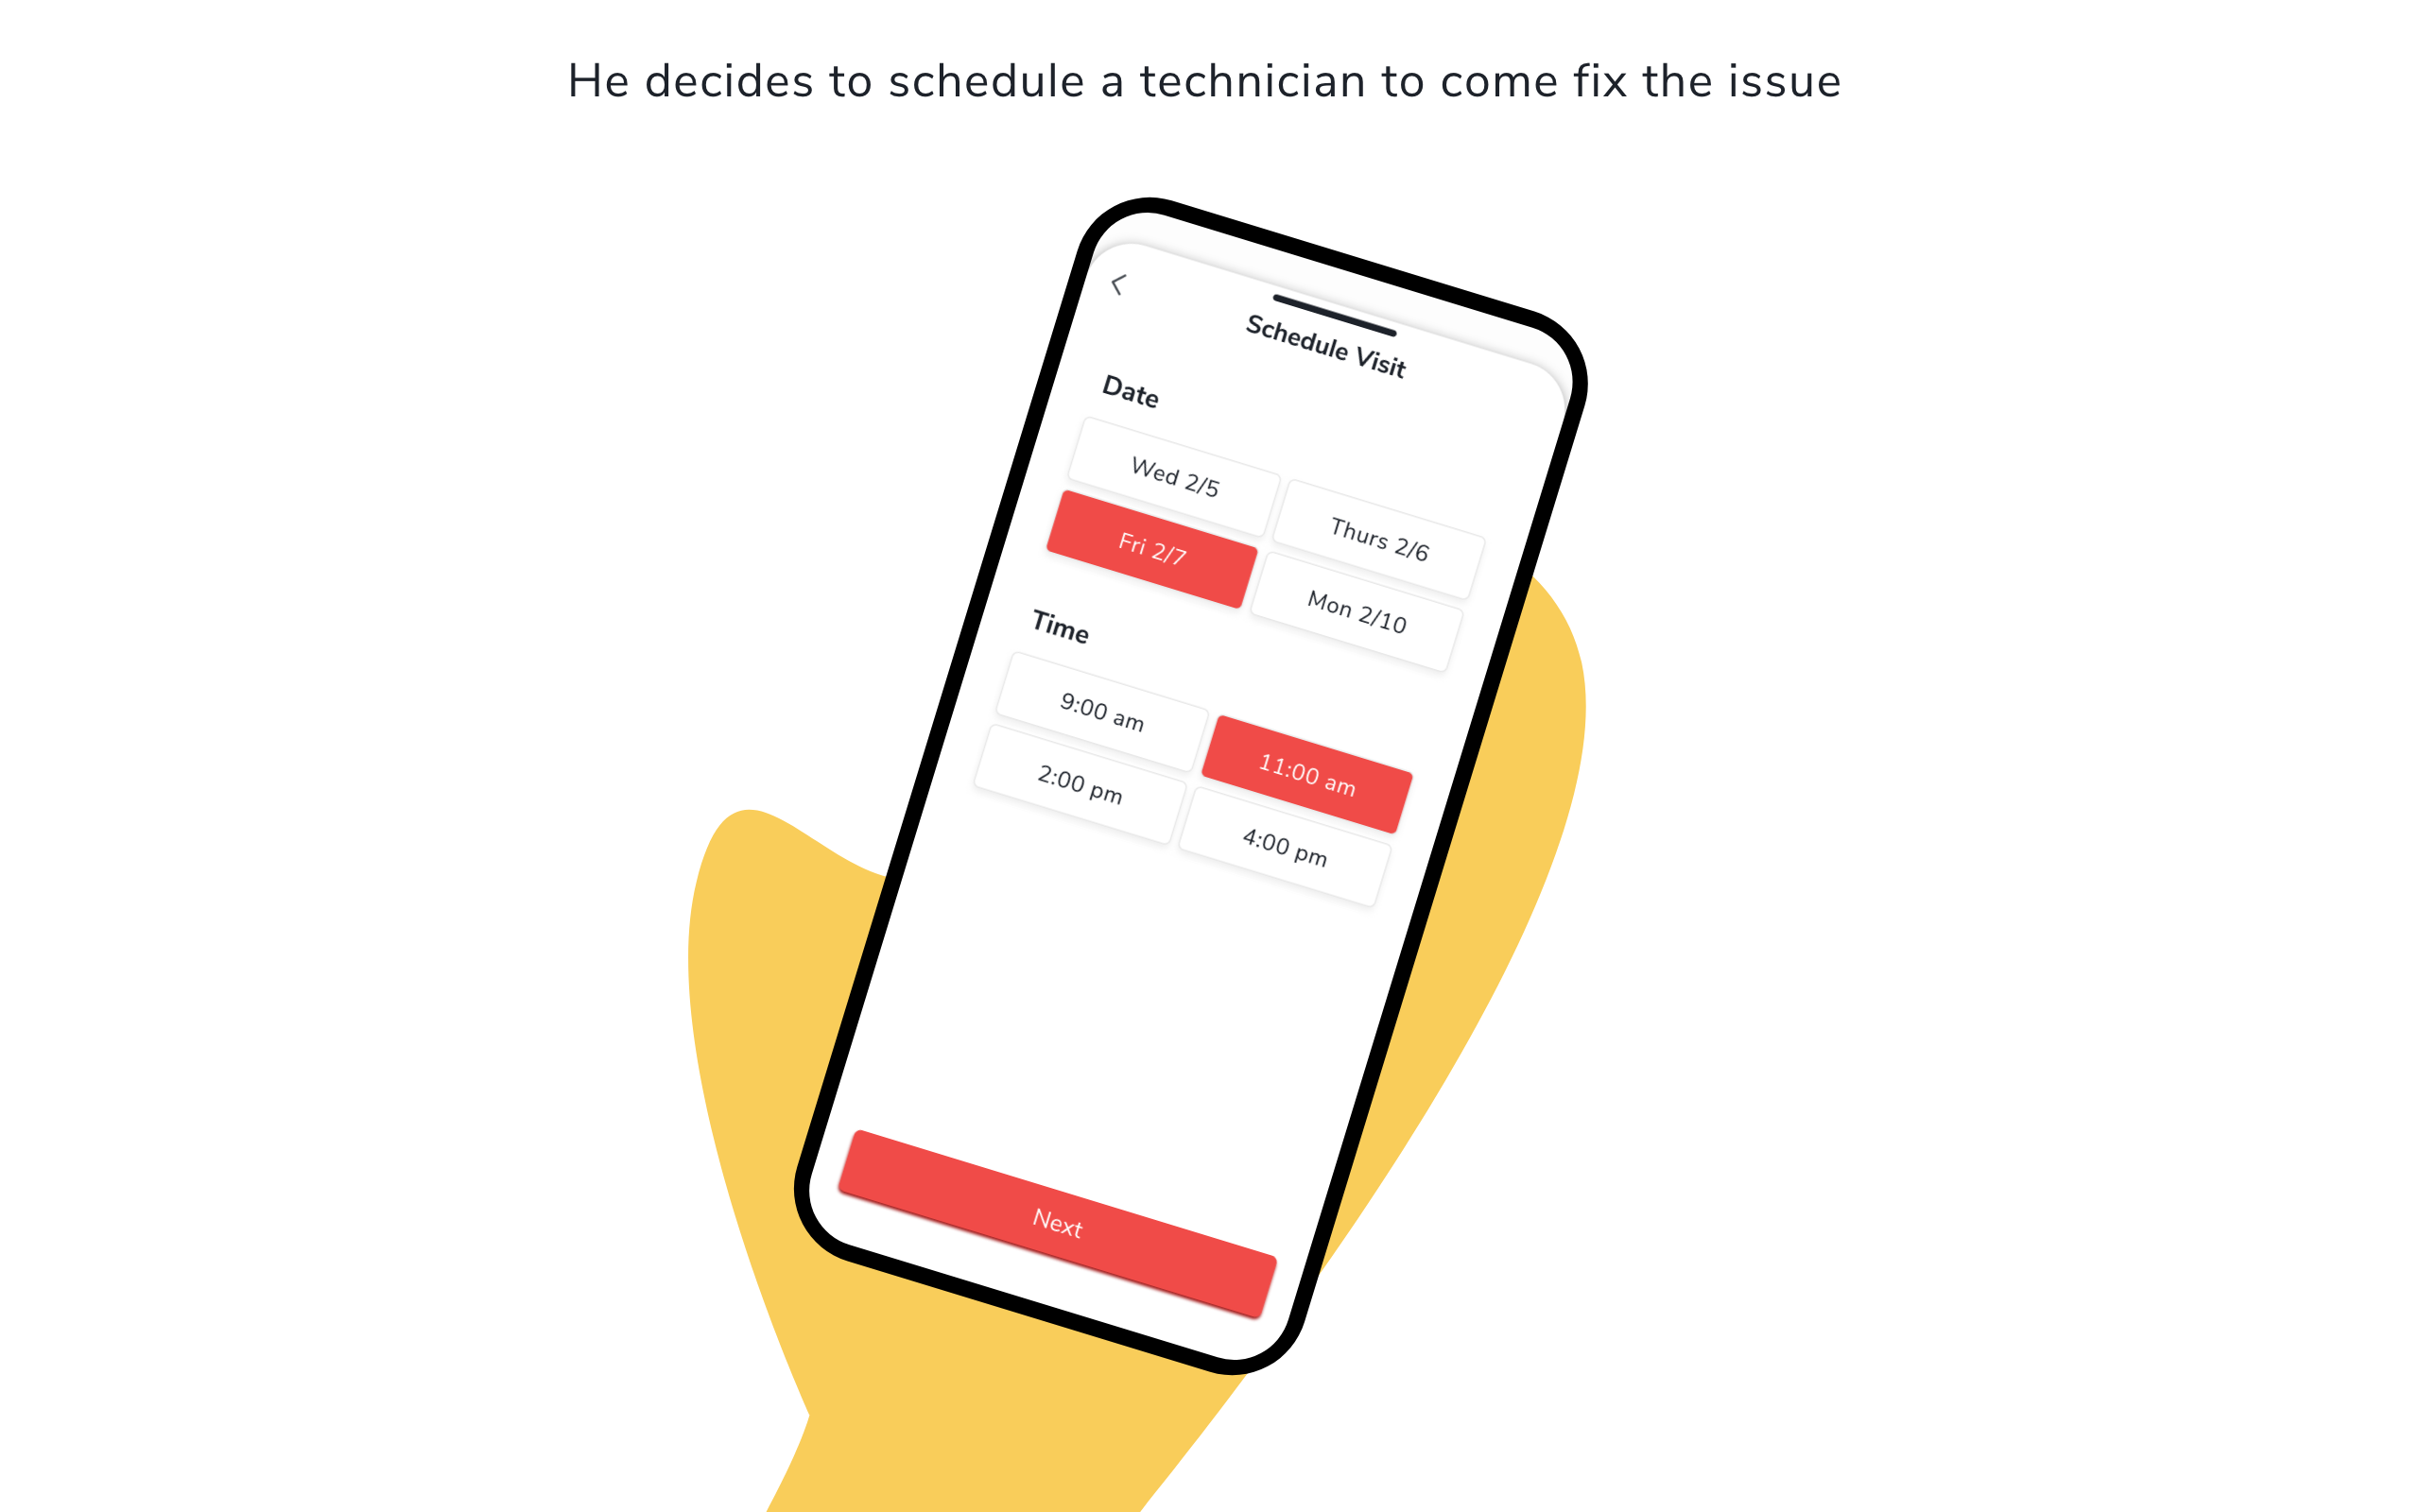 He decides to schedule a technician to come fix the issue
Schedule Visit
Date
Wed 2/5
Thurs 2/6
Fri 2/7
Mon 2/10
Time
9:00 am
11:00 am
2:00 pm
4:00 pm
Next